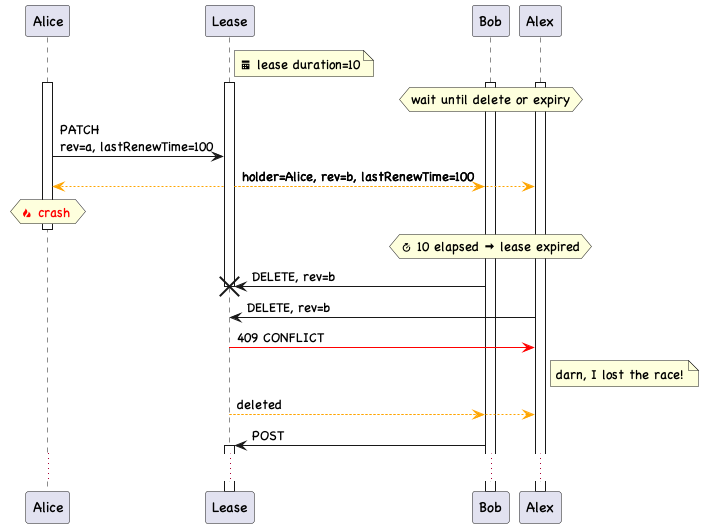 Alice
Lease
Bob
Alex
lease duration=10
wait until delete or expiry
PATCH
rev=a, lastRenewTime=100
holder=Alice, rev=b, lastRenewTime=100
crash
10 elapsed ➞ lease expired
DELETE, rev=b
DELETE, rev=b
409 CONFLICT
darn, I lost the race!
deleted
POST
Alice
Lease
Bob
Alex